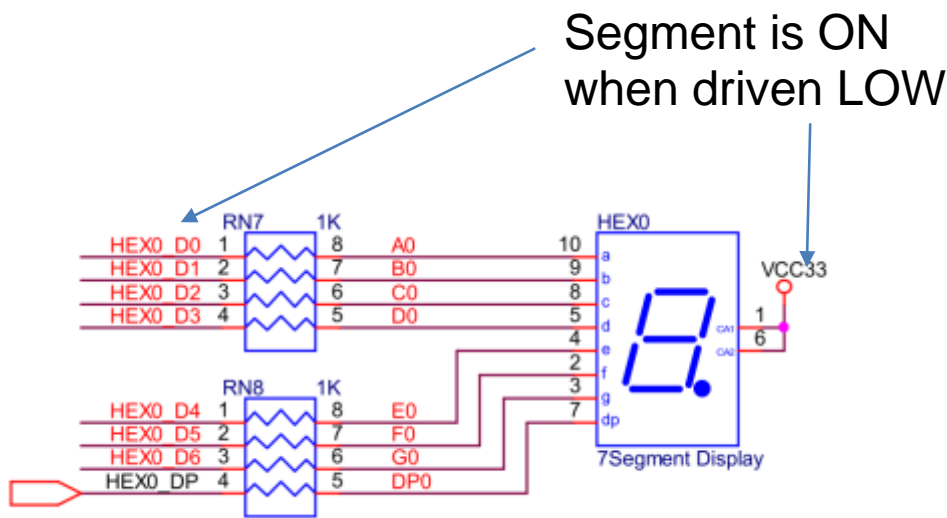 Segment is ON
when driven LOW
RN7 1K HEX0
HEX0_D0 1 8 A0 10 a
HEX0_D1 2 7 B0 9 b
HEX0_D2 3 6 C0 8 c
HEX0_D3 4 5 D0 5 d
4 e
2 f
3 g
7 dp
VCC33
CA1 1
CA2 6
RN8 1K
HEX0_D4 1 8 E0
HEX0_D5 2 7 F0
HEX0_D6 3 6 G0
HEX0_DP 4 5 DP0
7Segment Display